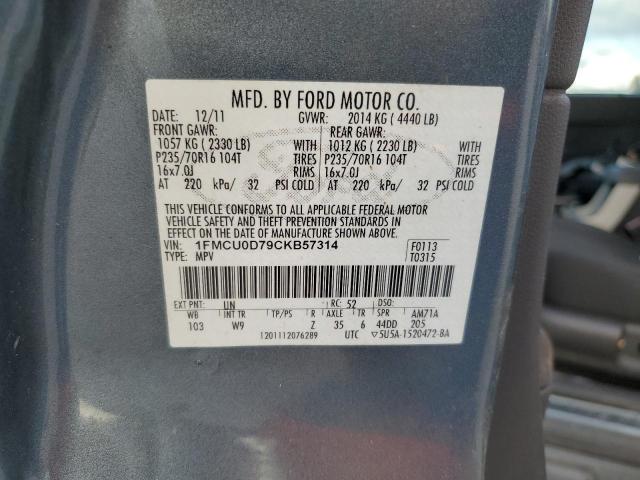 MFD. BY FORD MOTOR CO.
DATE: 12/11 GVWR: 2014 KG ( 4440 LB)
FRONT GAWR: REAR GAWR:
1057 KG ( 2330 LB) WITH 1012 KG ( 2230 LB) WITH
P235/70R16 104T TIRES P235/70R16 104T TIRES
16x7.0J RIMS 16x7.0J RIMS
AT 220 kPa/ 32 PSI COLD AT 220 kPa/ 32 PSI COLD
THIS VEHICLE CONFORMS TO ALL APPLICABLE FEDERAL MOTOR
VEHICLE SAFETY AND THEFT PREVENTION STANDARDS IN
EFFECT ON THE DATE OF MANUFACTURE SHOWN ABOVE.
VIN: 1FMCU0D79CKB57314 F0113
TYPE: MPV T0315
EXT PNT: UN RC: 52 DSO:
WB INT TR TP/PS R AXLE TR SPR AM71A
103 W9 Z 35 6 44DD 205
1201112076289 UTC ▽5U5A-1520472-BA